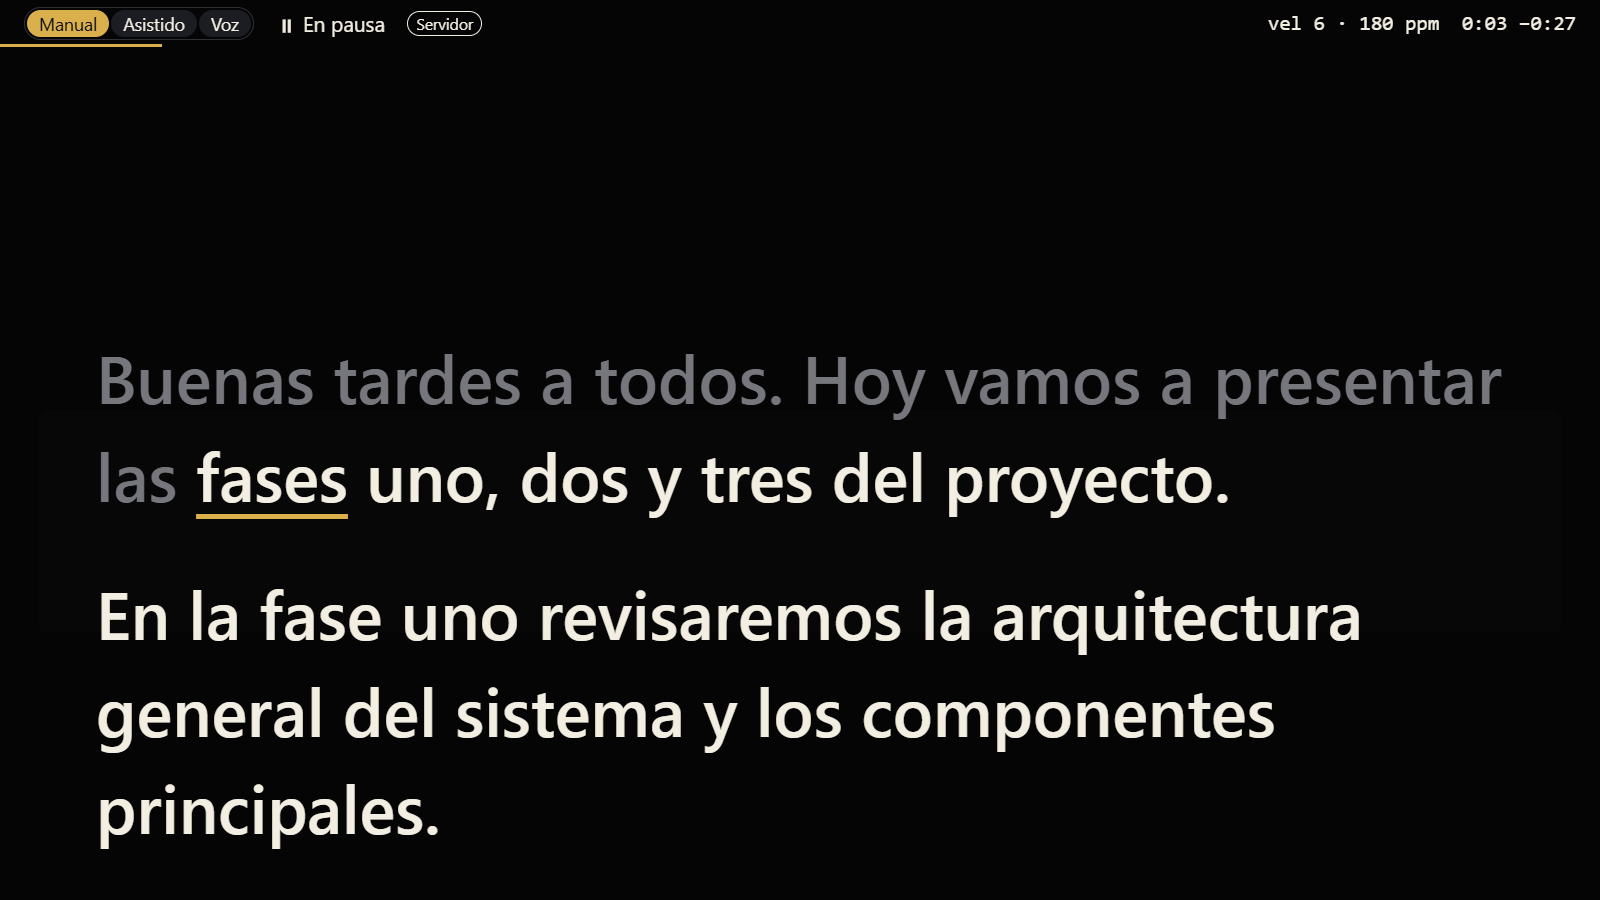 Manual Asistido Voz En pausa Servidor vel 6 · 180 ppm 0:03 −0:27
Buenas tardes a todos. Hoy vamos a presentar
las fases uno, dos y tres del proyecto.
En la fase uno revisaremos la arquitectura
general del sistema y los componentes
principales.